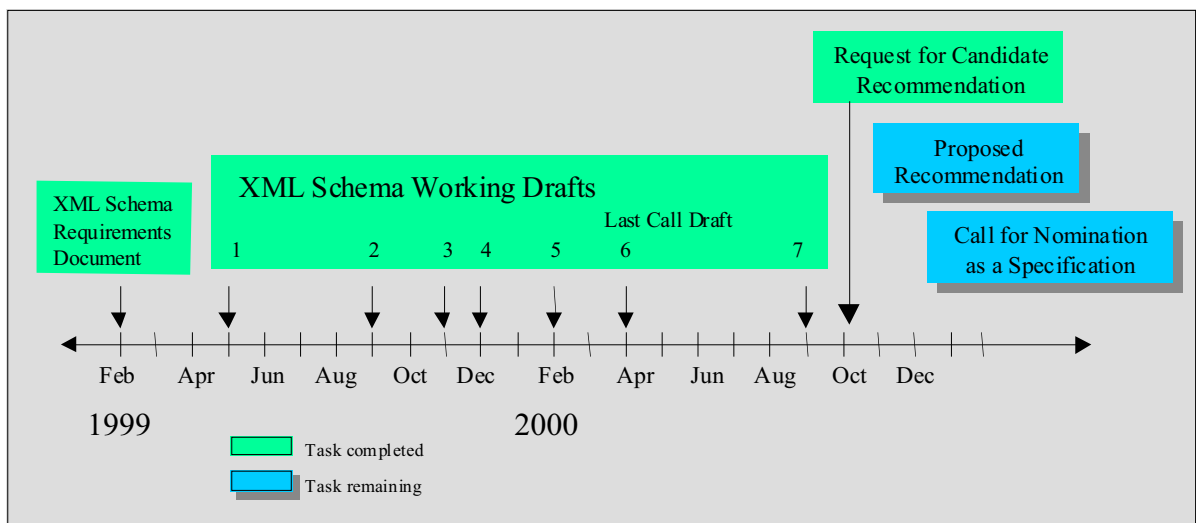 Request for Candidate
Recommendation
Proposed
Recommendation
XML Schema Working Drafts
XML Schema
Requirements
Document
Last Call Draft
Call for Nomination
as a Specification
1 2 3 4 5 6 7
Feb Apr Jun Aug Oct Dec Feb Apr Jun Aug Oct Dec
1999 2000
Task completed
Task remaining